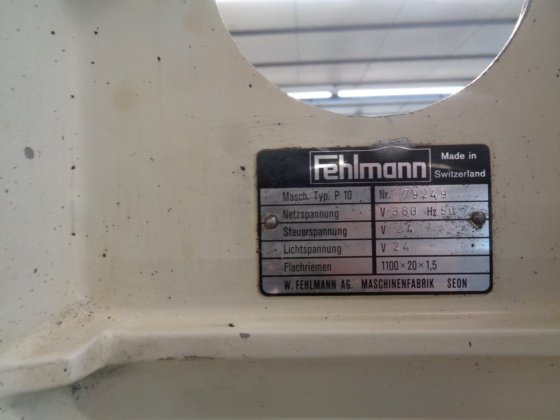 Fehlmann Made in Switzerland
Masch. Typ. P 10 Nr. 79249
Netzspannung V 380 Hz 50
Steuerspannung V 24
Lichtspannung V 24
Flachriemen 1100×20×1,5
W. FEHLMANN AG. MASCHINENFABRIK SEON